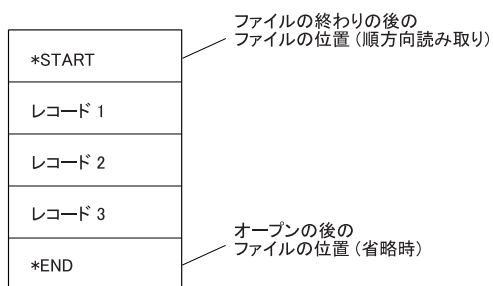 ファイルの終わりの後の
ファイルの位置 (順方向読み取り)
*START
レコード 1
レコード 2
レコード 3
オープンの後の
ファイルの位置 (省略時)
*END